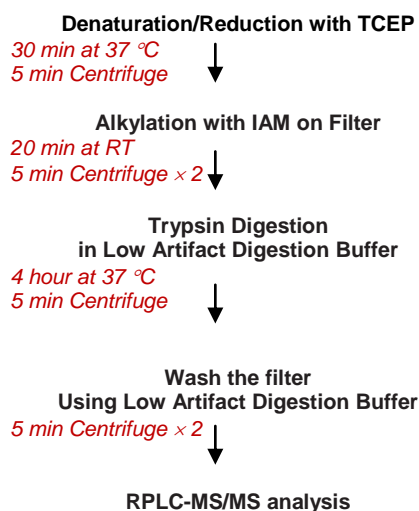 Denaturation/Reduction with TCEP
30 min at 37 °C
5 min Centrifuge
Alkylation with IAM on Filter
20 min at RT
5 min Centrifuge × 2
Trypsin Digestion
in Low Artifact Digestion Buffer
4 hour at 37 °C
5 min Centrifuge
Wash the filter
Using Low Artifact Digestion Buffer
5 min Centrifuge × 2
RPLC-MS/MS analysis